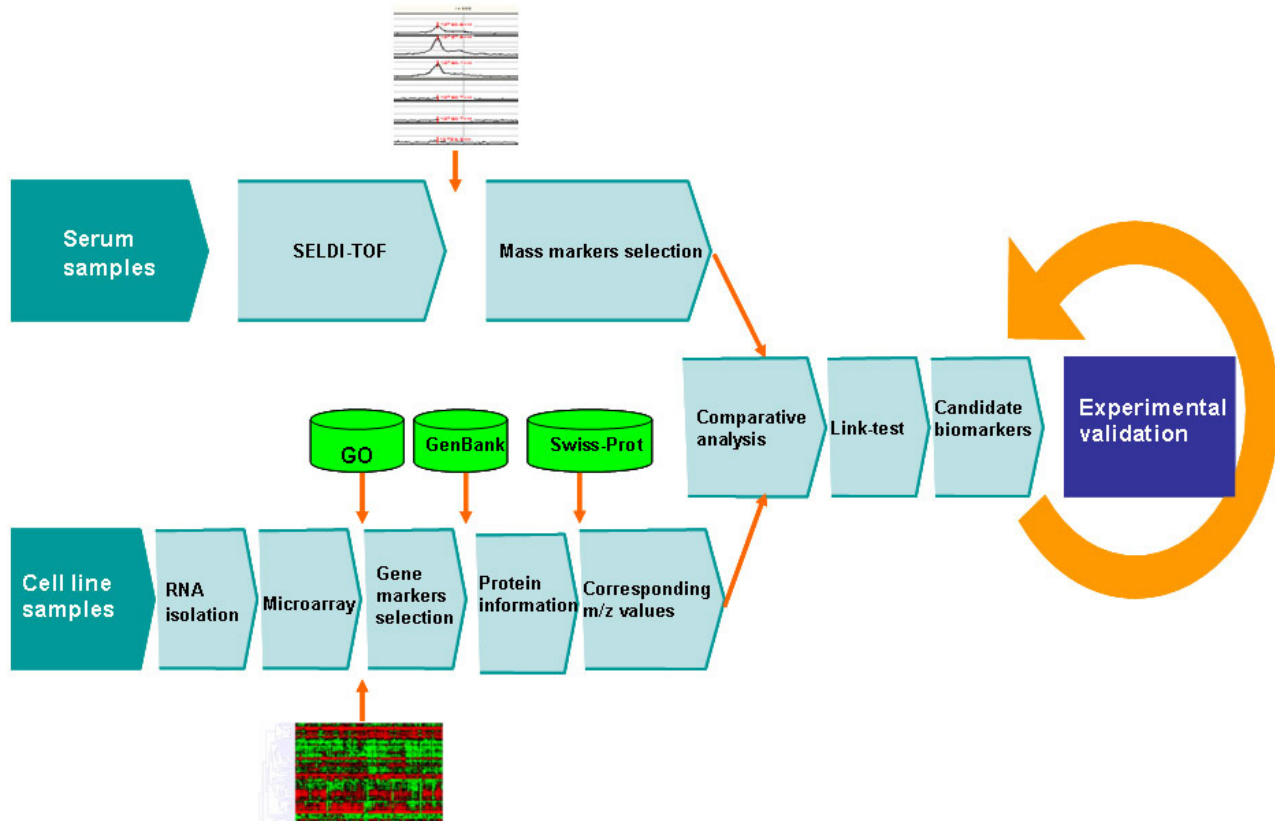 Serum
samples
SELDI-TOF
Mass markers selection
Comparative
analysis
Link-test
Candidate
biomarkers
Experimental
validation
GO
GenBank
Swiss-Prot
Cell line
samples
RNA
isolation
Microarray
Gene
markers
selection
Protein
information
Corresponding
m/z values